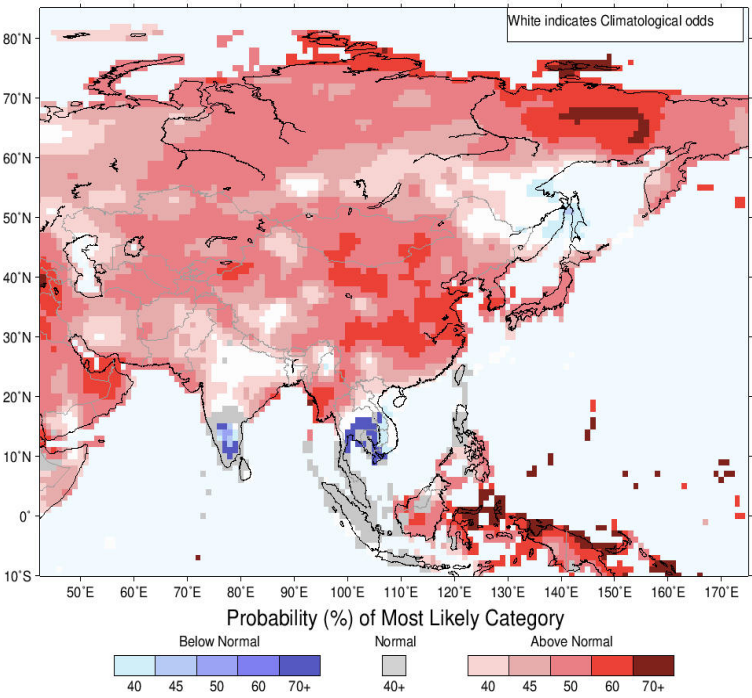 White indicates Climatological odds
80°N
70°N
60°N
50°N
40°N
30°N
20°N
10°N
0°
10°S
50°E 60°E 70°E 80°E 90°E 100°E 110°E 120°E 130°E 140°E 150°E 160°E 170°E
Probability (%) of Most Likely Category
Below Normal Normal Above Normal
40 45 50 60 70+ 40+ 40 45 50 60 70+